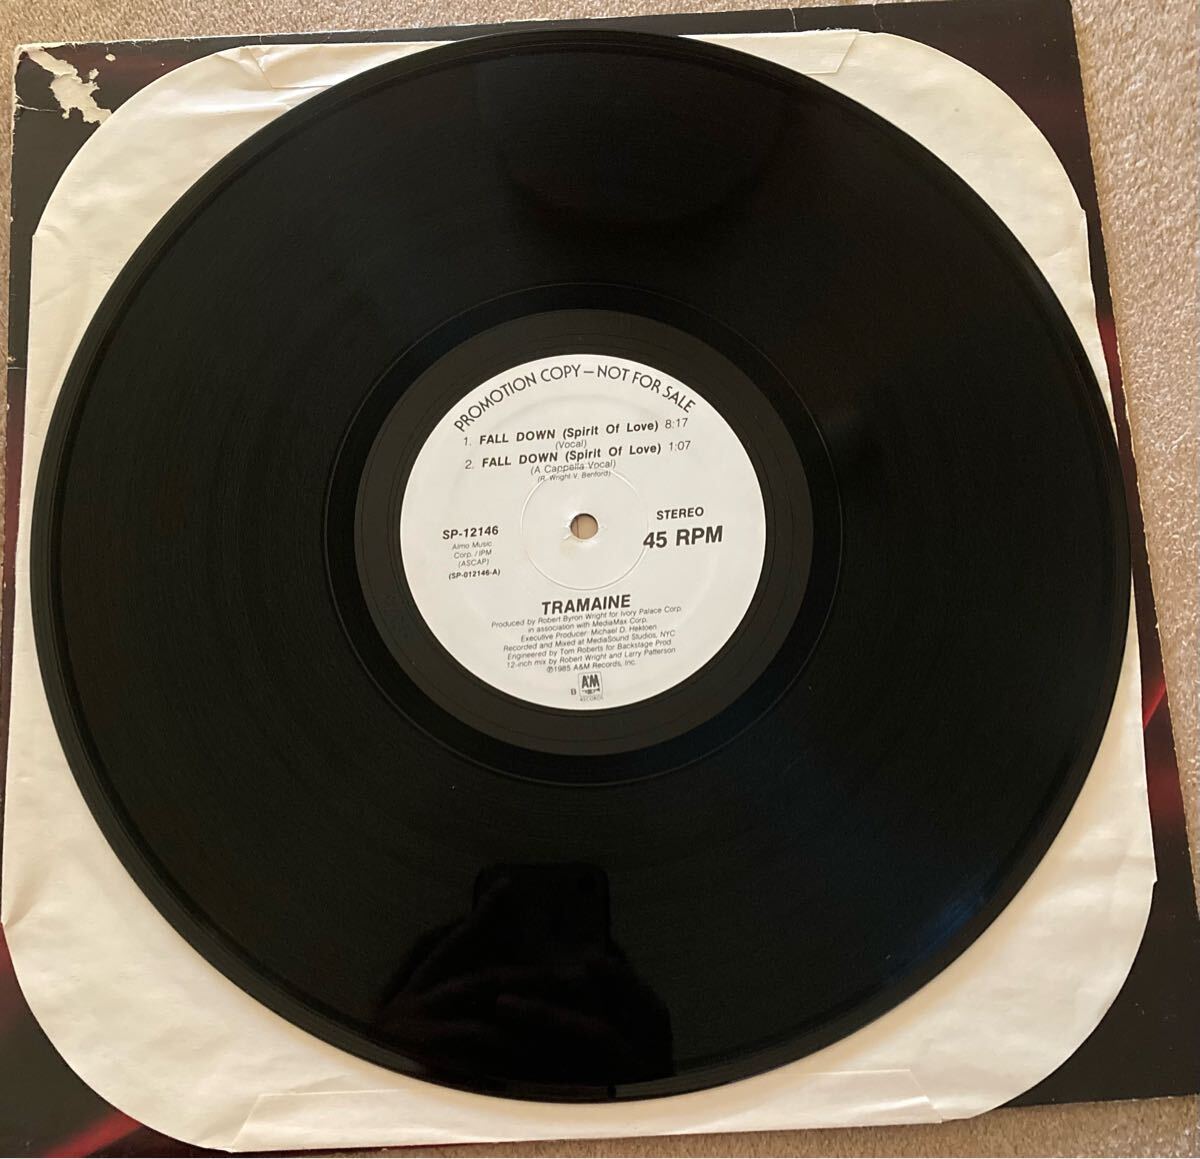 PROMOTION COPY—NOT FOR SALE
1. FALL DOWN (Spirit Of Love) 8:17
(Vocal)
2. FALL DOWN (Spirit Of Love) 1:07
(A Cappella Vocal)
(R. Wright V. Benford)
SP-12146
Almo Music
Corp./IPM
(ASCAP)
(SP-012146-A)
STEREO
45 RPM
TRAMAINE
Produced by Robert Byron Wright for Ivory Palace Corp.
in association with MediaMax Corp.
Executive Producer: Michael D. Hektoen
Recorded and Mixed at MediaSound Studios, NYC
Engineered by Tom Roberts for Backstage Prod.
12-inch mix by Robert Wright and Larry Patterson
℗1985 A&M Records, Inc.
B
A&M
RECORDS